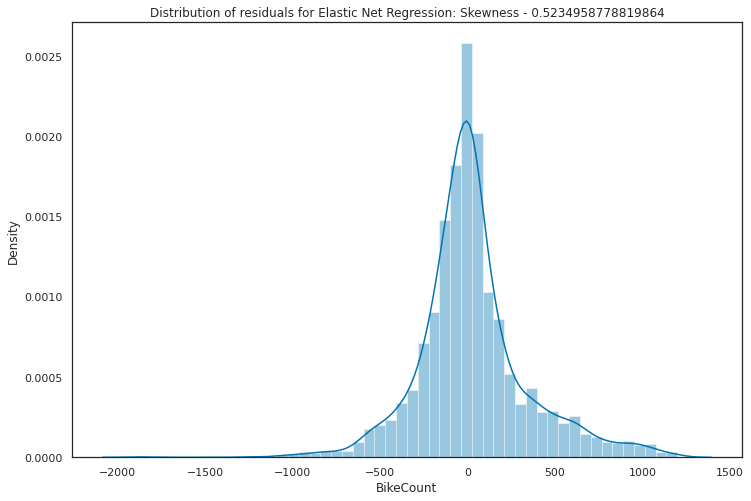 Distribution of residuals for Elastic Net Regression: Skewness - 0.5234958778819864
Density
0.0025
0.0020
0.0015
0.0010
0.0005
0.0000
−2000 −1500 −1000 −500 0 500 1000 1500
BikeCount